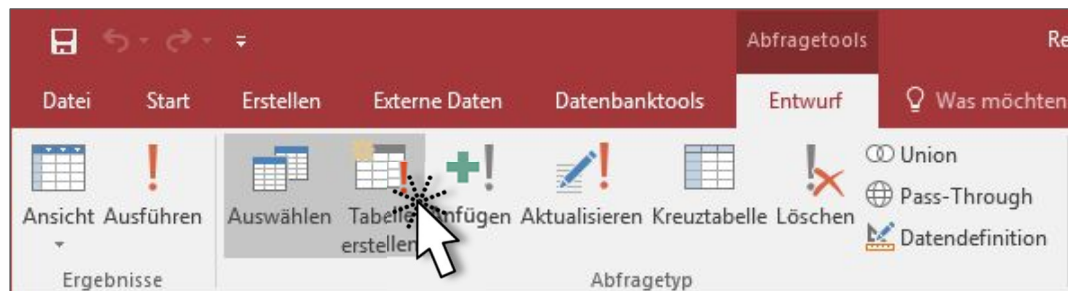 Abfragetools Re
Datei Start Erstellen Externe Daten Datenbanktools Entwurf Was möchten
Ansicht Ausführen Auswählen Tabelle Einfügen Aktualisieren Kreuztabelle Löschen
erstellen
Union
Pass-Through
Datendefinition
Ergebnisse Abfragetyp